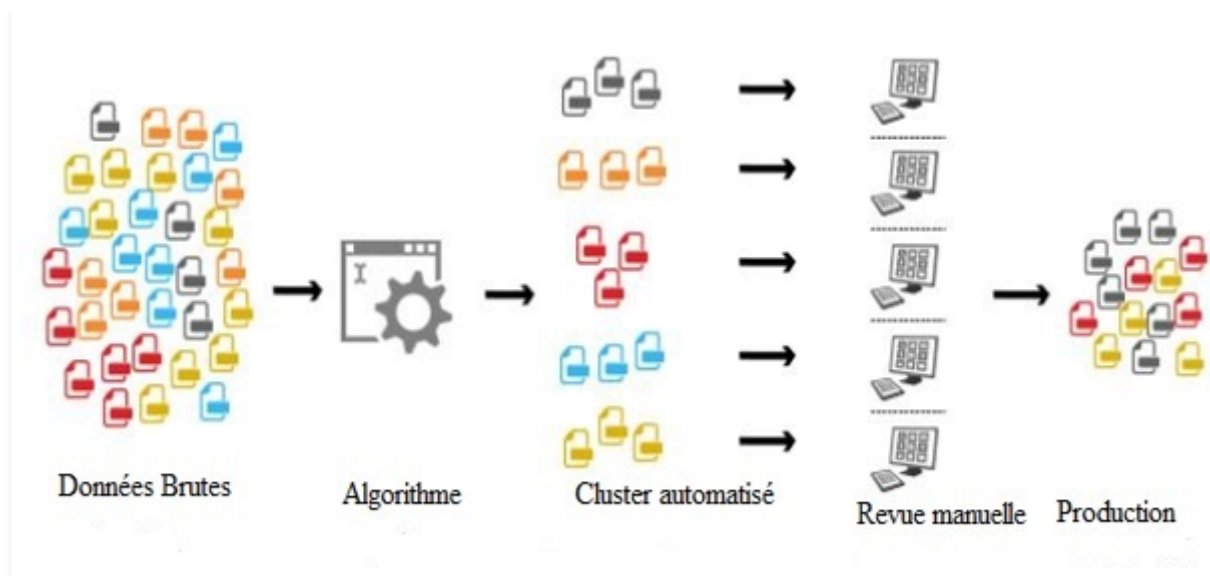 Données Brutes
Algorithme
Cluster automatisé
Revue manuelle
Production